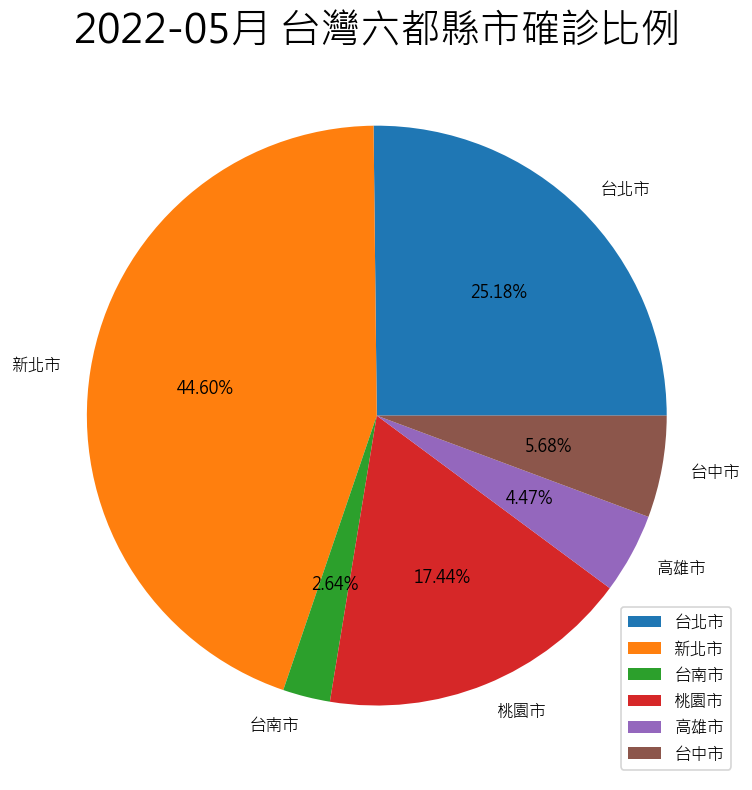 2022-05月 台灣六都縣市確診比例
台北市
25.18%
新北市
44.60%
台南市
2.64%
桃園市
17.44%
高雄市
4.47%
台中市
5.68%
台北市
新北市
台南市
桃園市
高雄市
台中市